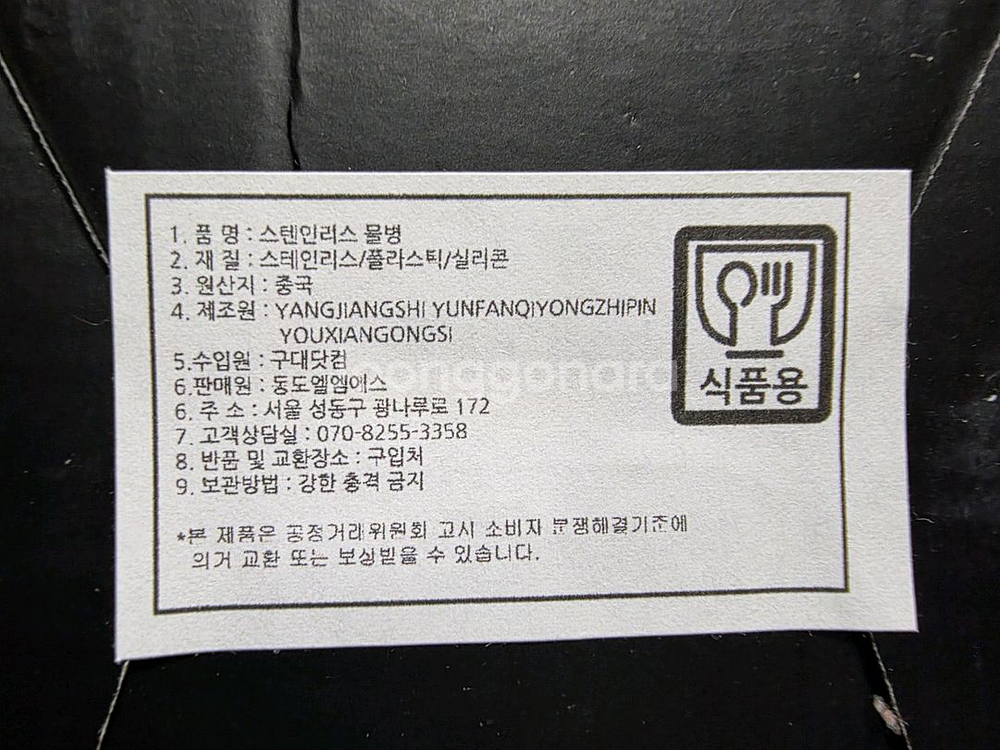 1. 품 명 : 스텐인러스 물병
2. 재 질 : 스테인리스/플라스틱/실리콘
3. 원산지 : 중국
4. 제조원 : YANGJIANGSHI YUNFANQIYONGZHIPIN
YOUXIANGONGSI
5.수입원 : 구대닷컴
6.판매원 : 동도엘엠에스
6. 주 소 : 서울 성동구 광나루로 172
7. 고객상담실 : 070-8255-3358
8. 반품 및 교환장소 : 구입처
9. 보관방법 : 강한 충격 금지
*본 제품은 공정거래위원회 고시 소비자 분쟁해결기준에
의거 교환 또는 보상받을 수 있습니다.
식품용